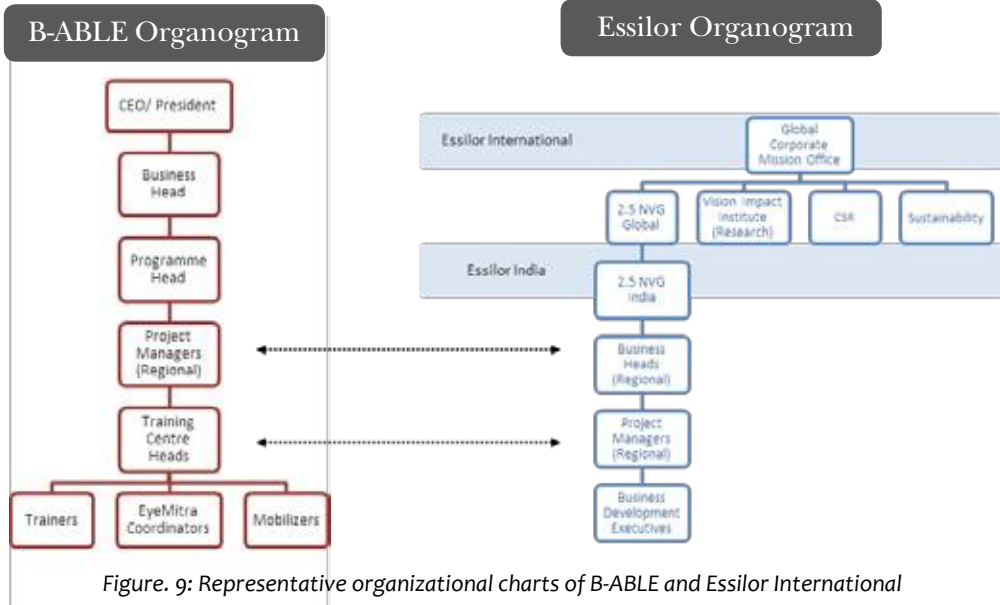 B-ABLE Organogram
CEO/ President
Business
Head
Programme
Head
Project
Managers
(Regional)
Training
Centre
Heads
Trainers
EyeMitra
Coordinators
Mobilizers
Essilor Organogram
Essilor International
Global
Corporate
Mission Office
2.5 NVG
Global
Vision Impact
Institute
(Research)
CSR
Sustainability
Essilor India
2.5 NVG
India
Business
Heads
(Regional)
Project
Managers
(Regional)
Business
Development
Executives
Figure. 9: Representative organizational charts of B-ABLE and Essilor International